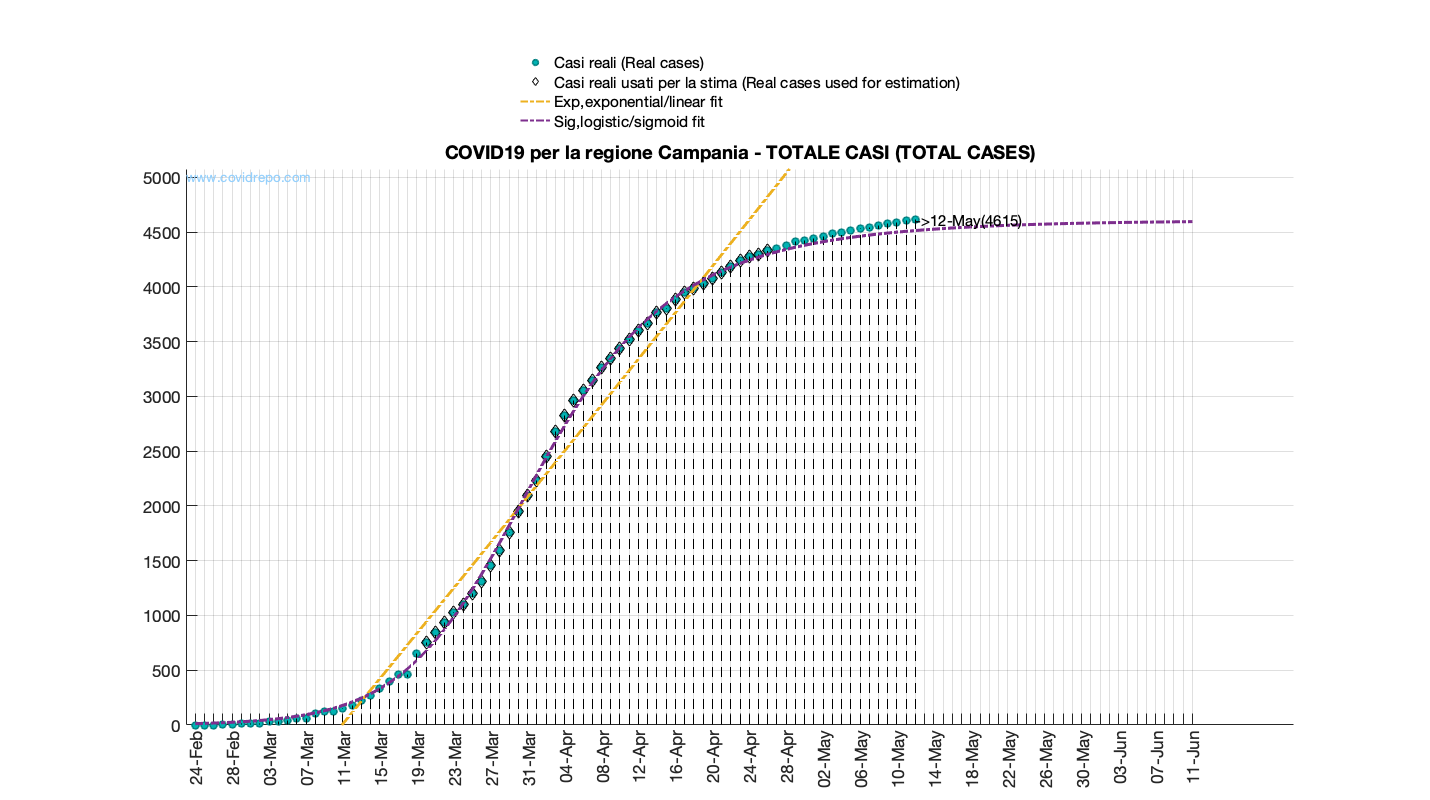 Casi reali (Real cases)
Casi reali usati per la stima (Real cases used for estimation)
Exp,exponential/linear fit
Sig,logistic/sigmoid fit
COVID19 per la regione Campania - TOTALE CASI (TOTAL CASES)
www.covidrepo.com
5000
4500
4000
3500
3000
2500
2000
1500
1000
500
0
->12-May(4615)
24-Feb
28-Feb
03-Mar
07-Mar
11-Mar
15-Mar
19-Mar
23-Mar
27-Mar
31-Mar
04-Apr
08-Apr
12-Apr
16-Apr
20-Apr
24-Apr
28-Apr
02-May
06-May
10-May
14-May
18-May
22-May
26-May
30-May
03-Jun
07-Jun
11-Jun